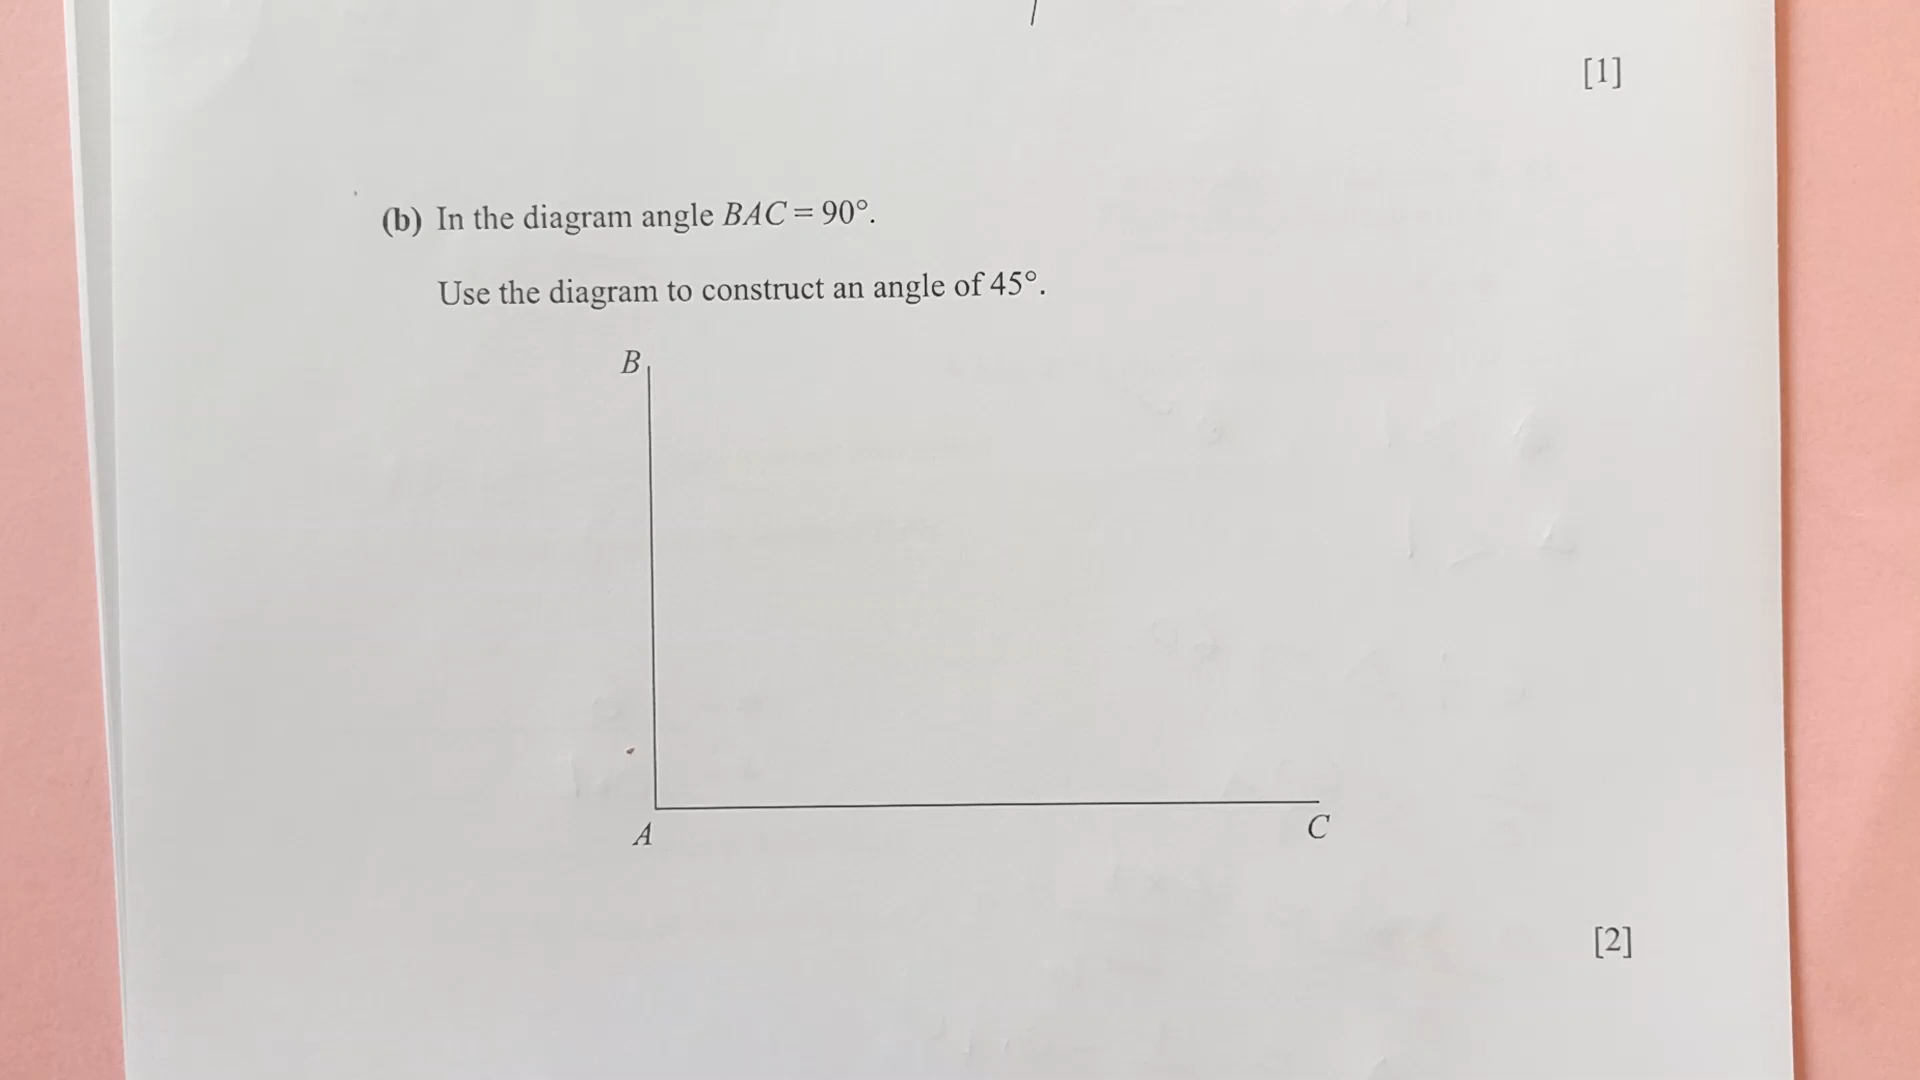 [1]
(b) In the diagram angle BAC = 90°.
Use the diagram to construct an angle of 45°.
B
A
C
[2]